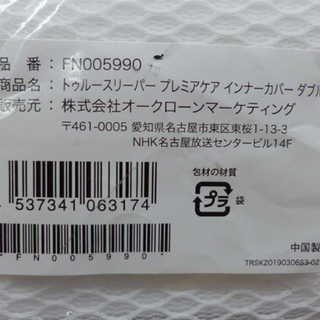 品 番：FN005990
商品名：トゥルースリーパー プレミアケア インナーカバー ダブル
販売元：株式会社オークローンマーケティング
〒461-0005 愛知県名古屋市東区東桜1-13-3
NHK名古屋放送センタービル14F
包材の材質
プラ 袋
537341 063174
*FN005990*
中国製
TRSK20190306S3-02